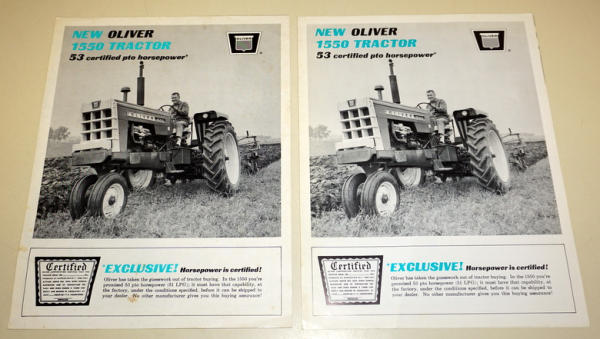 NEW OLIVER
1550 TRACTOR
53 certified pto horsepower*
OLIVER
OLIVER
Certified
*EXCLUSIVE! Horsepower is certified!
Oliver has taken the guesswork out of tractor buying. In the 1550 you're
promised 53 pto horsepower (51 LPG); it must have that capability, at
the factory, under the conditions specified, before it can be shipped to
your dealer. No other manufacturer gives you this buying assurance!
NEW OLIVER
1550 TRACTOR
53 certified pto horsepower*
OLIVER
OLIVER
Certified
*EXCLUSIVE! Horsepower is certified!
Oliver has taken the guesswork out of tractor buying. In the 1550 you're
promised 53 pto horsepower (51 LPG); it must have that capability, at
the factory, under the conditions specified, before it can be shipped to
your dealer. No other manufacturer gives you this buying assurance!